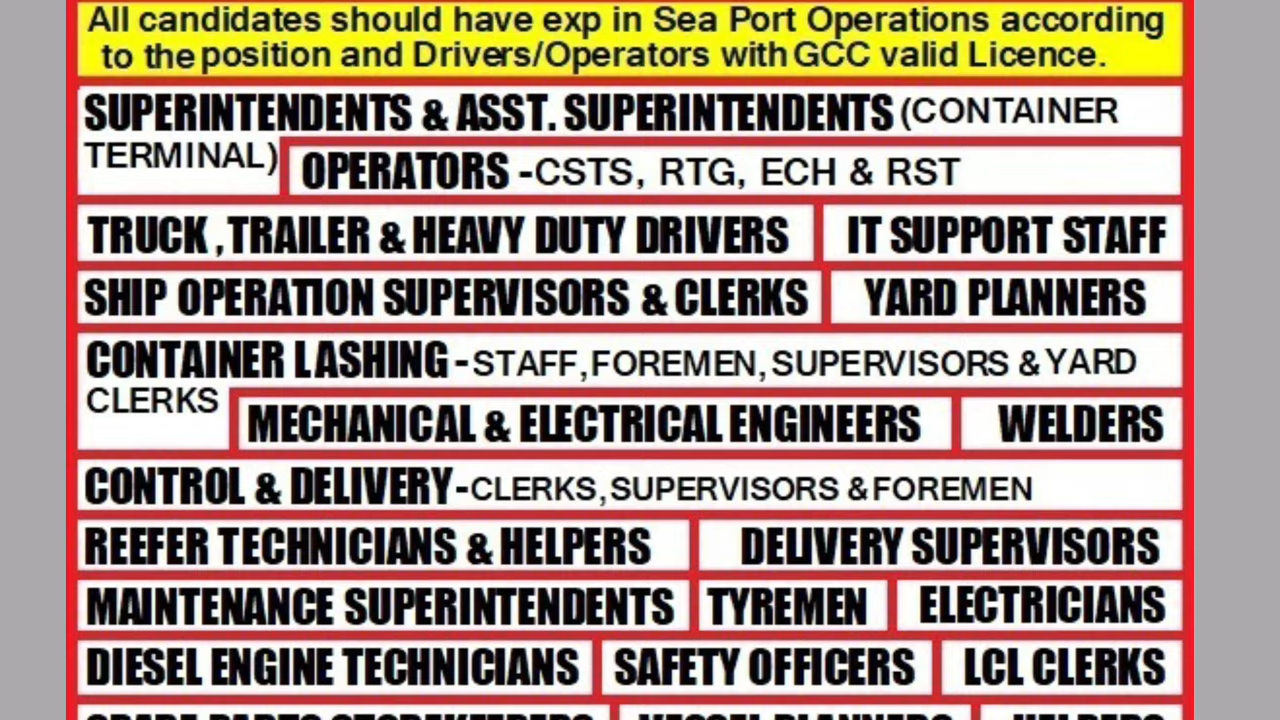 All candidates should have exp in Sea Port Operations according
to the position and Drivers/Operators with GCC valid Licence.
SUPERINTENDENTS & ASST. SUPERINTENDENTS (CONTAINER
TERMINAL)
OPERATORS -CSTS, RTG, ECH & RST
TRUCK , TRAILER & HEAVY DUTY DRIVERS
IT SUPPORT STAFF
SHIP OPERATION SUPERVISORS & CLERKS
YARD PLANNERS
CONTAINER LASHING - STAFF, FOREMEN, SUPERVISORS & YARD
CLERKS
MECHANICAL & ELECTRICAL ENGINEERS
WELDERS
CONTROL & DELIVERY-CLERKS, SUPERVISORS & FOREMEN
REEFER TECHNICIANS & HELPERS
DELIVERY SUPERVISORS
MAINTENANCE SUPERINTENDENTS
TYREMEN
ELECTRICIANS
DIESEL ENGINE TECHNICIANS
SAFETY OFFICERS
LCL CLERKS